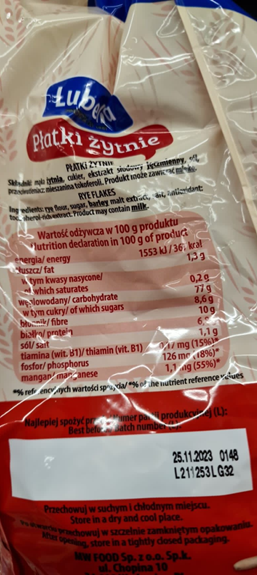 Łubella
Płatki żytnie
PŁATKI ŻYTNIE
Składniki: mąka żytnia, cukier, ekstrakt słodowy jęczmienny, sól,
mieszanina tokoferoli. Produkt może zawierać mleko.
RYE FLAKES
Ingredients: rye flour, sugar, barley malt extract, salt, antioxidant:
tocopherol-rich extract. Product may contain milk.
Wartość odżywcza w 100 g produktu
Nutrition declaration in 100 g of product
energia/ energy 1553 kJ / 367 kcal
tłuszcz/ fat 1,3 g
w tym kwasy nasycone/
of which saturates 0,2 g
węglowodany/ carbohydrate 77 g
w tym cukry/ of which sugars 8,6 g
błonnik/ fibre 10 g
białko/ protein
sól/ salt 1,1 g
tiamina (wit. B1)/ thiamin (vit. B1) 0,17 mg (15%)*
fosfor/ phosphorus 126 mg (18%)*
mangan/ manganese 1,1 mg (55%)*
*% referencyjnych wartości spożycia/ *% of the nutrient reference values
Najlepiej spożyć przed/numer partii produkcyjnej (L):
Best before/batch number (L):
25.11.2023 0148
L211253LG32
Przechowuj w suchym i chłodnym miejscu.
Store in a dry and cool place.
Po otwarciu przechowuj w szczelnie zamkniętym opakowaniu.
After opening, store in a tightly closed packaging.
MW FOOD Sp. z o.o. Sp.k.
ul. Chopina 10